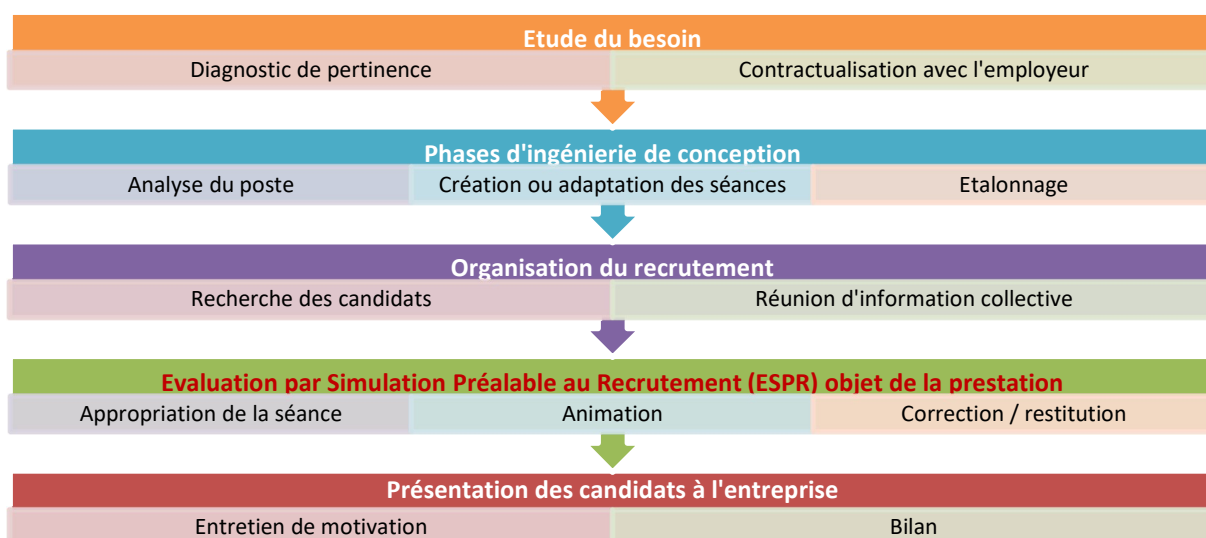 Etude du besoin
Diagnostic de pertinence
Contractualisation avec l'employeur
Phases d'ingénierie de conception
Analyse du poste
Création ou adaptation des séances
Etalonnage
Organisation du recrutement
Recherche des candidats
Réunion d'information collective
Evaluation par Simulation Préalable au Recrutement (ESPR) objet de la prestation
Appropriation de la séance
Animation
Correction / restitution
Présentation des candidats à l'entreprise
Entretien de motivation
Bilan